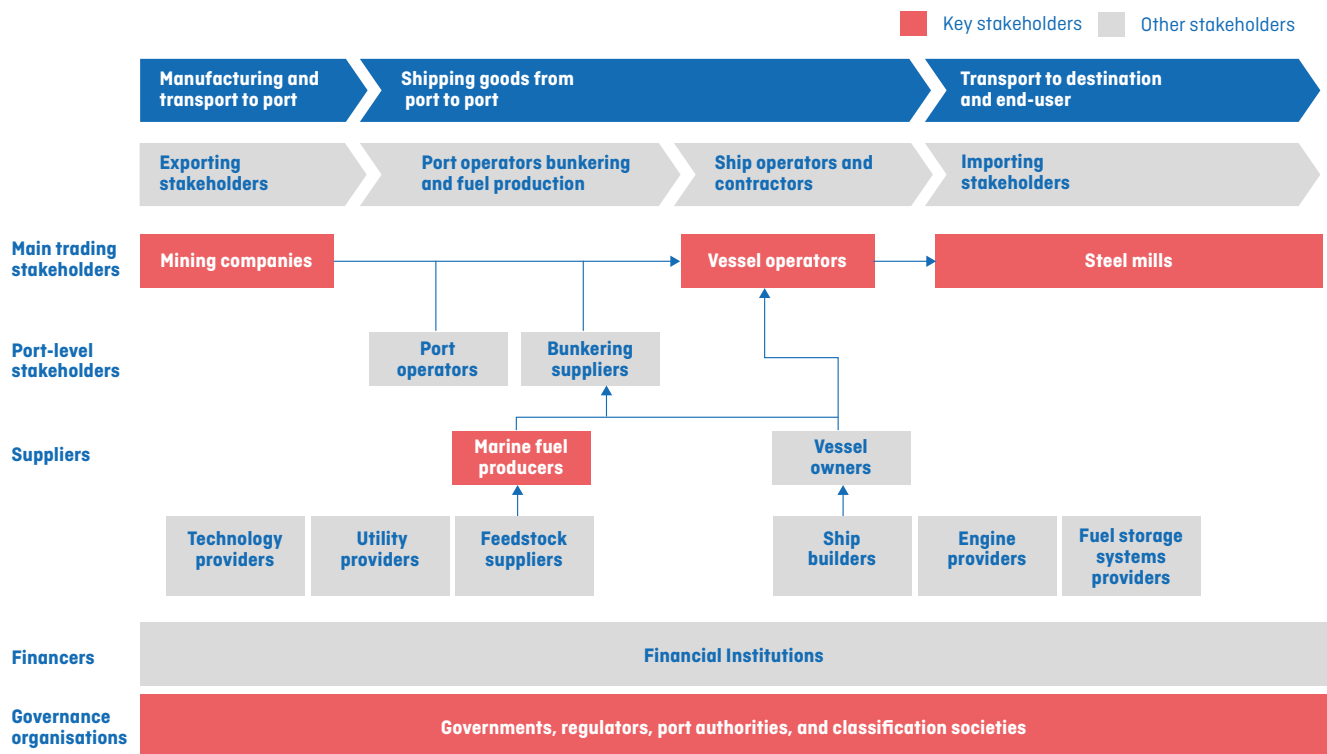 Key stakeholders
Other stakeholders
Manufacturing and
transport to port
Shipping goods from
port to port
Transport to destination
and end-user
Exporting
stakeholders
Port operators bunkering
and fuel production
Ship operators and
contractors
Importing
stakeholders
Main trading
stakeholders
Mining companies
Vessel operators
Steel mills
Port-level
stakeholders
Port
operators
Bunkering
suppliers
Suppliers
Marine fuel
producers
Vessel
owners
Technology
providers
Utility
providers
Feedstock
suppliers
Ship
builders
Engine
providers
Fuel storage
systems
providers
Financers
Financial Institutions
Governance
organisations
Governments, regulators, port authorities, and classification societies